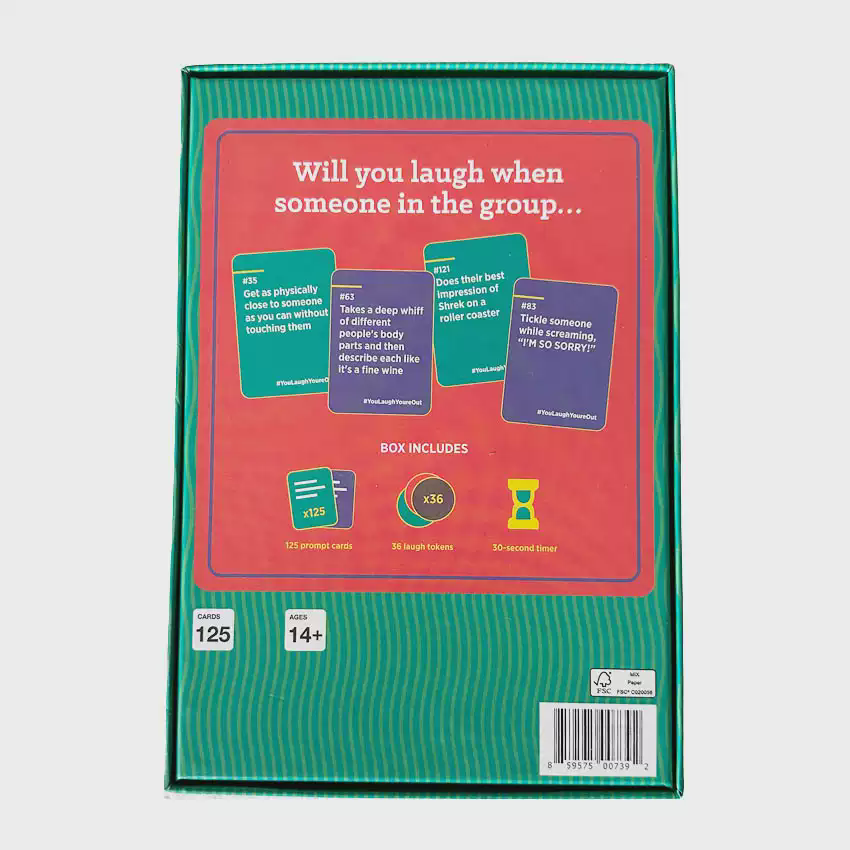 Will you laugh when
someone in the group...
#35
Get as physically
close to someone
as you can without
touching them
#YouLaughYoureO
#63
Takes a deep whiff
of different
people's body
parts and then
describe each like
it's a fine wine
#YouLaughYoureOut
#121
Does their best
impression of
Shrek on a
roller coaster
#YouLaugh
#83
Tickle someone
while screaming,
"I'M SO SORRY!"
#YouLaughYoureOut
BOX INCLUDES
x125
x36
125 prompt cards
36 laugh tokens
30-second timer
CARDS
125
AGES
14+
FSC
MIX
Paper
FSC® C020056
8 59575 00739 2